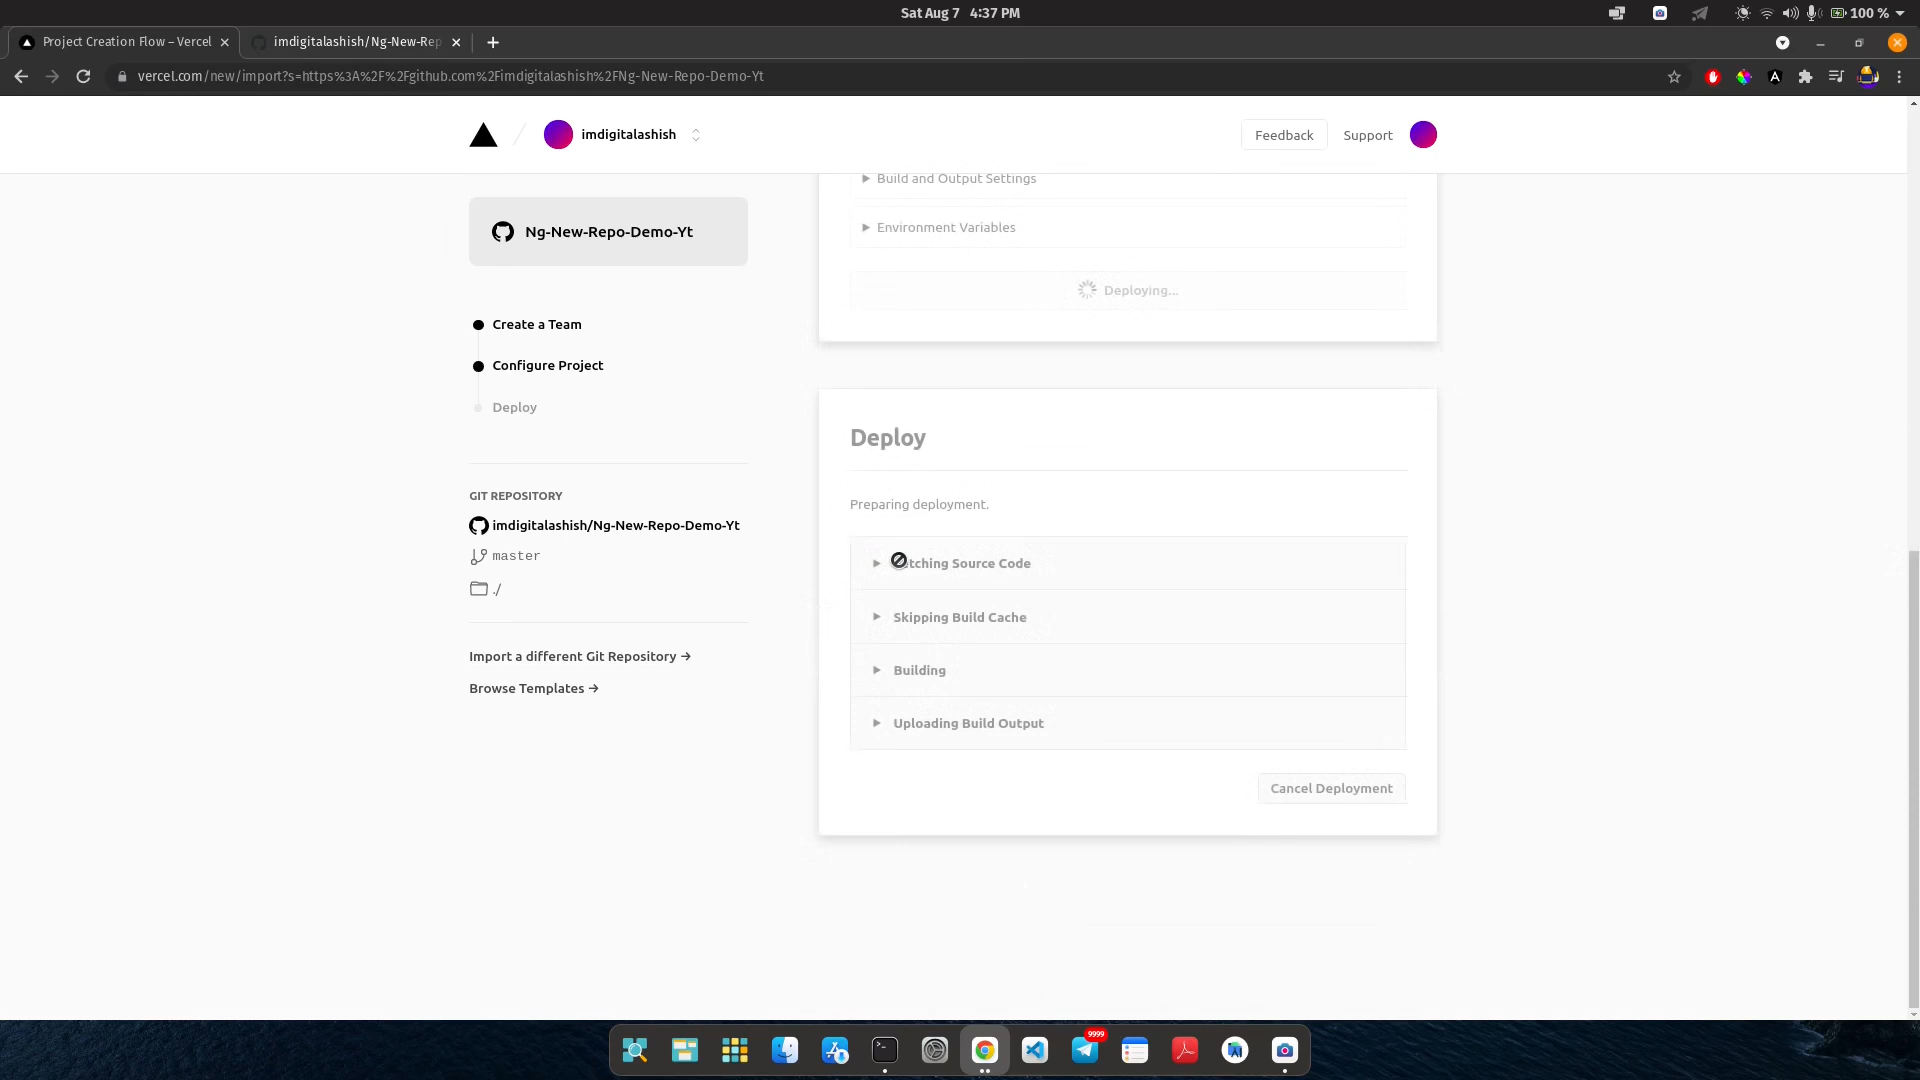 Sat Aug 7 4:37 PM
100 %
Project Creation Flow – Vercel
imdigitalashish/Ng-New-Rep
vercel.com/new/import?s=https%3A%2F%2Fgithub.com%2Fimdigitalashish%2FNg-New-Repo-Demo-Yt
imdigitalashish
Feedback
Support
Build and Output Settings
Ng-New-Repo-Demo-Yt
Environment Variables
Deploying...
Create a Team
Configure Project
Deploy
Deploy
GIT REPOSITORY
Preparing deployment.
imdigitalashish/Ng-New-Repo-Demo-Yt
master
./
tching Source Code
Skipping Build Cache
Import a different Git Repository →
Building
Browse Templates →
Uploading Build Output
Cancel Deployment
9999